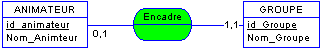 ANIMATEUR
id_animateur
Nom_Animteur
0,1
Encadre
1,1
GROUPE
id_Groupe
Nom_Groupe